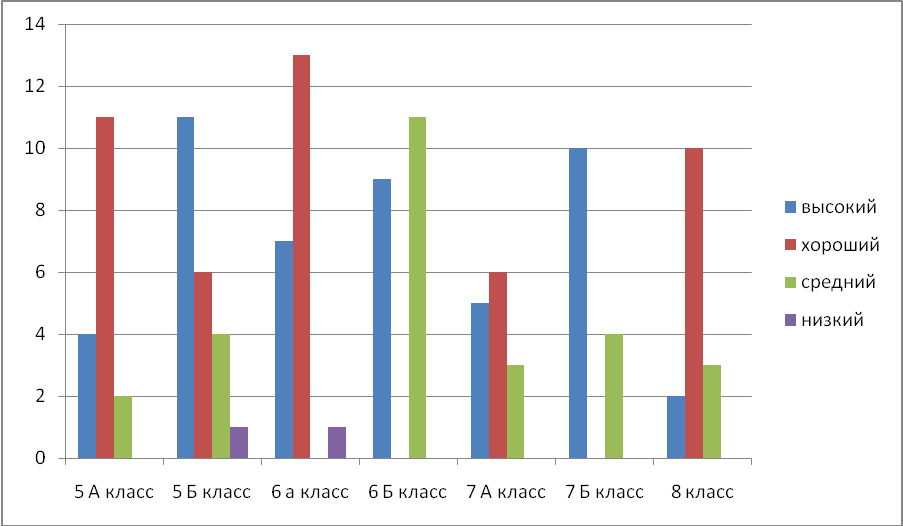 14
12
10
8
6
4
2
0
5 А класс 5 Б класс 6 а класс 6 Б класс 7 А класс 7 Б класс 8 класс
высокий
хороший
средний
низкий